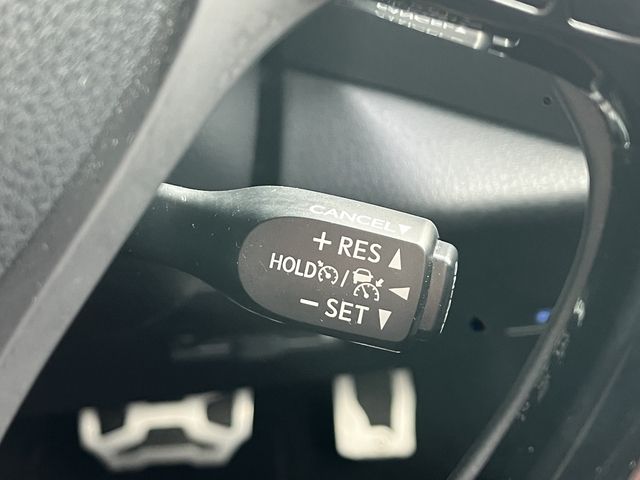 CANCEL▼
+ RES ▲
HOLD / ◀
− SET ▼